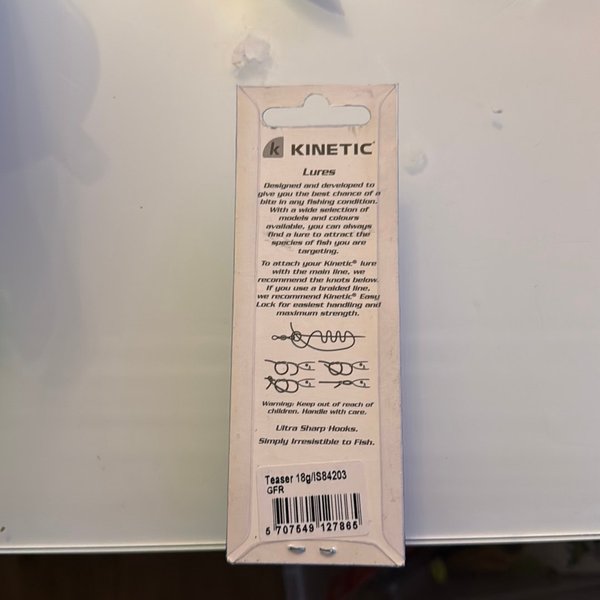 k KINETIC
Lures
Designed and developed to
give you the best chance of a
bite in any fishing condition.
With a wide selection of
models and colours
available, you can always
find a lure to attract the
species of fish you are
targeting.
To attach your Kinetic® lure
with the main line, we
recommend the knots below.
If you use a braided line,
we recommend Kinetic® Easy
Lock for easiest handling and
maximum strength.
Warning: Keep out of reach of
children. Handle with care.
Ultra Sharp Hooks.
Simply Irresistible to Fish.
Teaser 18g/IS84203
GFR
5 707549 127865